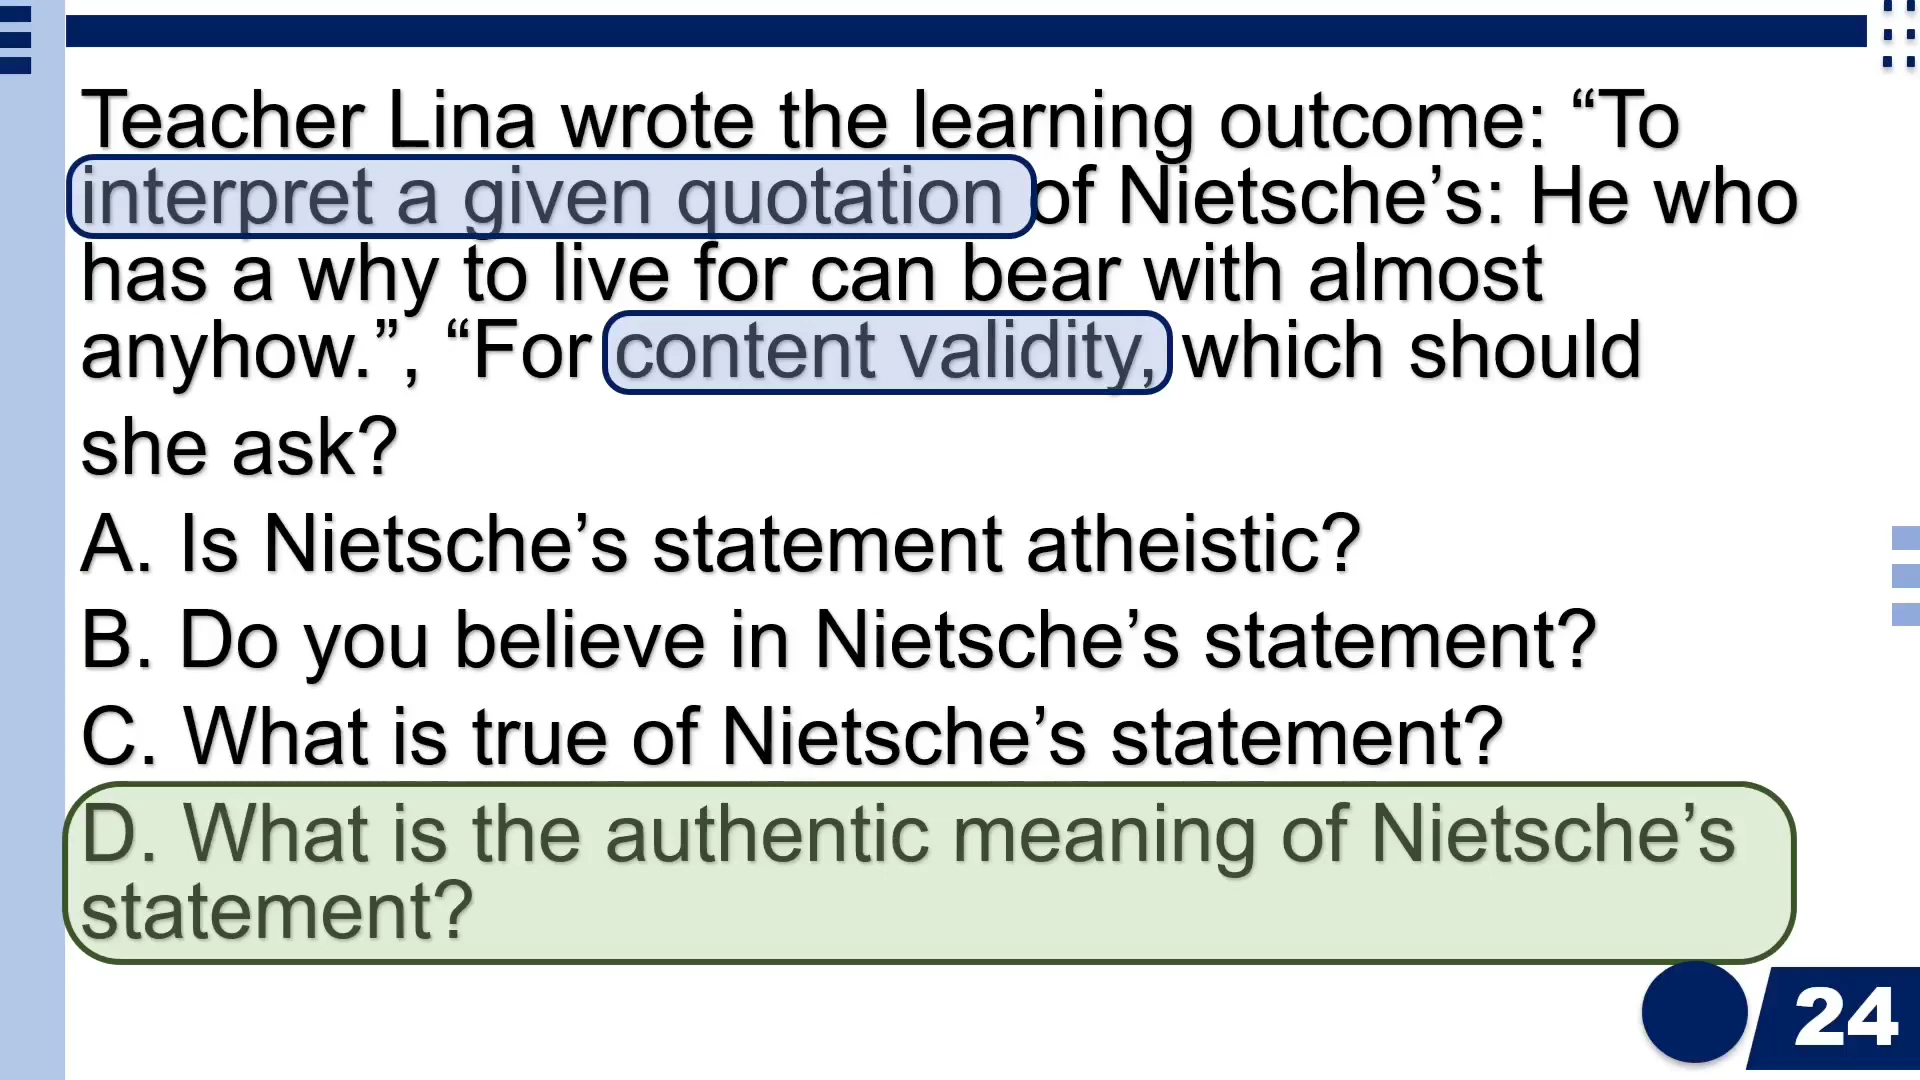 Teacher Lina wrote the learning outcome: “To
interpret a given quotation of Nietsche’s: He who
has a why to live for can bear with almost
anyhow.”, “For content validity, which should
she ask?
A. Is Nietsche’s statement atheistic?
B. Do you believe in Nietsche’s statement?
C. What is true of Nietsche’s statement?
D. What is the authentic meaning of Nietsche’s
statement?
24